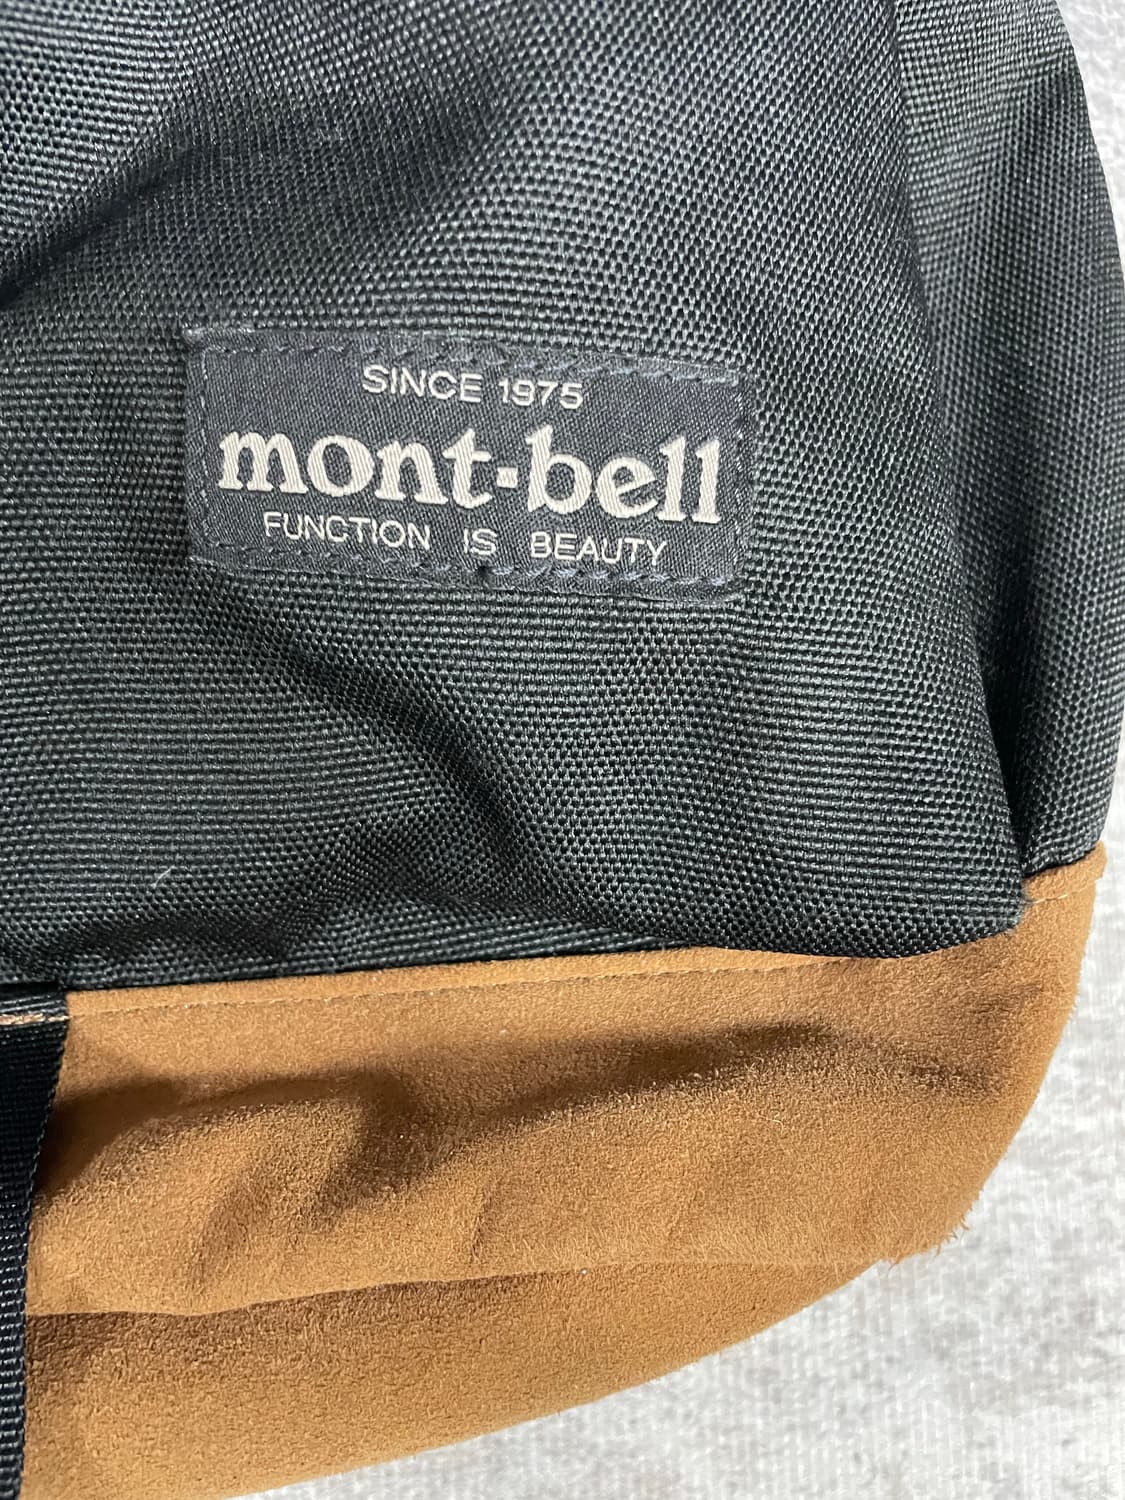 SINCE 1975
mont-bell
FUNCTION IS BEAUTY